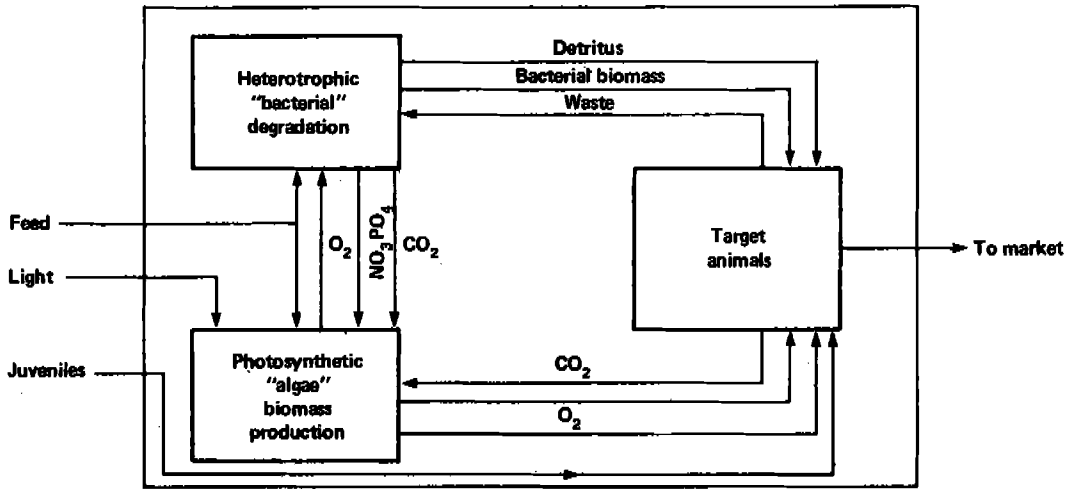 Detritus
Bacterial biomass
Waste
Heterotrophic
"bacterial"
degradation
Feed
O₂
NO₃ PO₄
CO₂
Target
animals
To market
Light
Juveniles
Photosynthetic
"algae"
biomass
production
CO₂
O₂